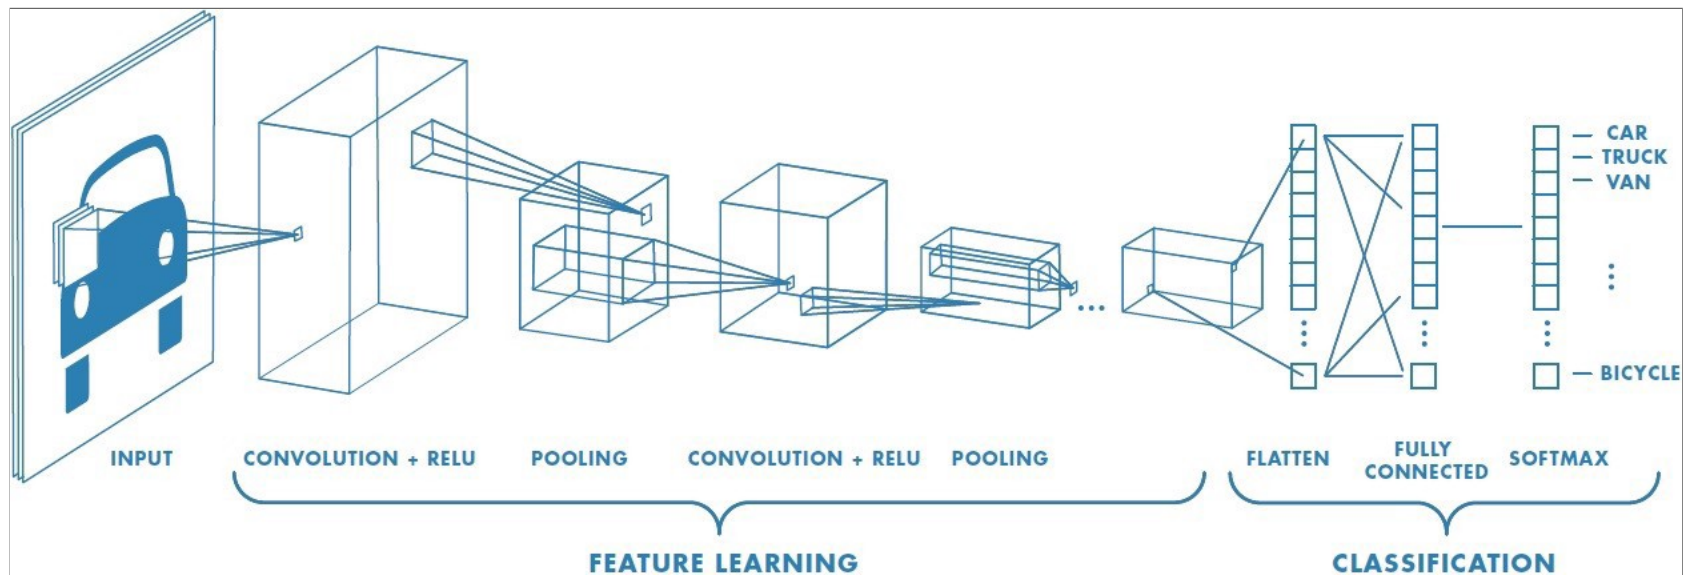 CAR
TRUCK
VAN
BICYCLE
INPUT
CONVOLUTION + RELU
POOLING
CONVOLUTION + RELU
POOLING
FLATTEN
FULLY
CONNECTED
SOFTMAX
FEATURE LEARNING
CLASSIFICATION